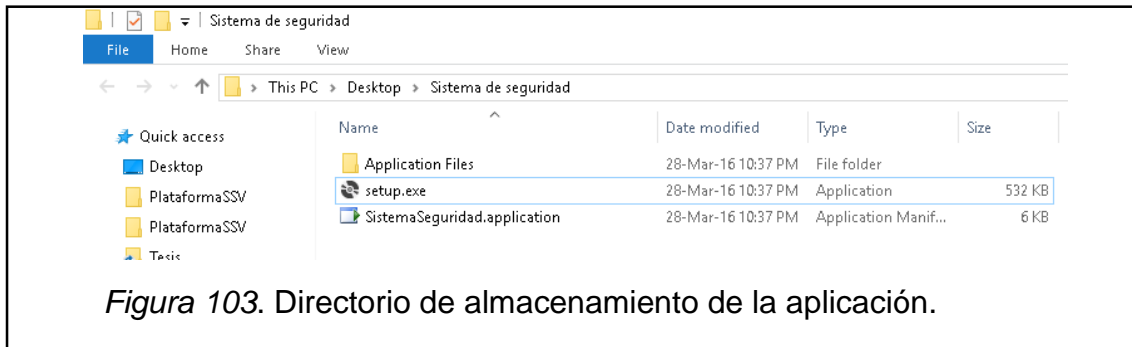 Sistema de seguridad
File Home Share View
This PC > Desktop > Sistema de seguridad
Quick access
Desktop
PlataformaSSV
PlataformaSSV
Tesis
Name Date modified Type Size
Application Files 28-Mar-16 10:37 PM File folder
setup.exe 28-Mar-16 10:37 PM Application 532 KB
SistemaSeguridad.application 28-Mar-16 10:37 PM Application Manif... 6 KB
Figura 103. Directorio de almacenamiento de la aplicación.